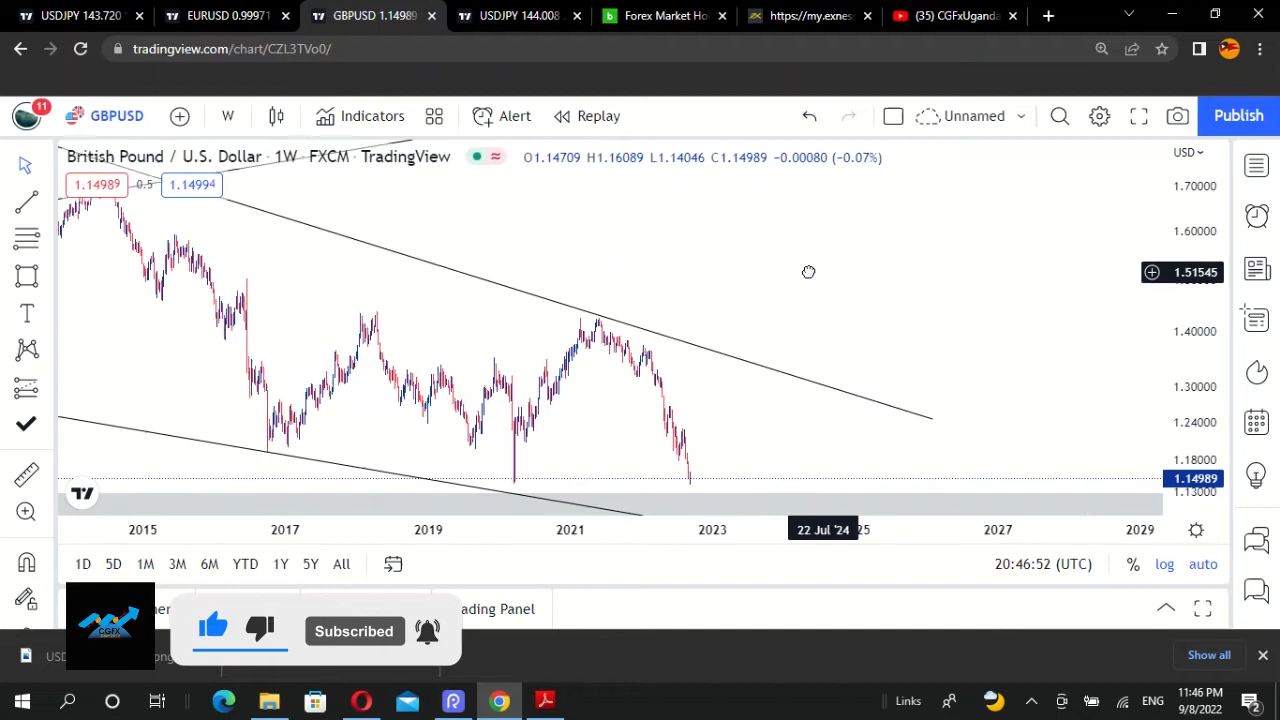 USDJPY 143.720
EURUSD 0.99971
GBPUSD 1.14989
USDJPY 144.008
Forex Market Ho
https://my.exnes
(35) CGFxUganda
tradingview.com/chart/CZL3TVo0/
11
GBPUSD
W
Indicators
Alert
Replay
Unnamed
Publish
British Pound / U.S. Dollar · 1W · FXCM · TradingView
O1.14709 H1.16089 L1.14046 C1.14989 −0.00080 (−0.07%)
USD
1.14989
0.5
1.14994
1.70000
1.60000
1.51545
1.40000
1.30000
1.24000
1.18000
1.14989
1.13000
2015
2017
2019
2021
2023
22 Jul '24
25
2027
2029
1D
5D
1M
3M
6M
YTD
1Y
5Y
All
20:46:52 (UTC)
%
log
auto
ading Panel
CGFX
Subscribed
Show all
Links
ENG
11:46 PM
9/8/2022
2